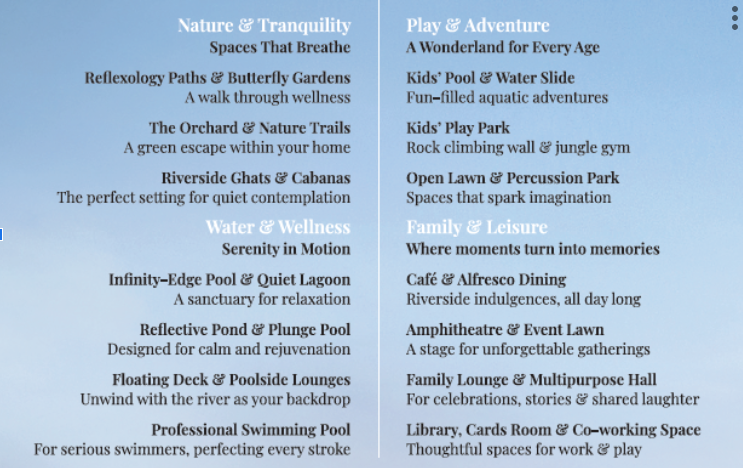 Nature & Tranquility
Spaces That Breathe
Reflexology Paths & Butterfly Gardens
A walk through wellness
The Orchard & Nature Trails
A green escape within your home
Riverside Ghats & Cabanas
The perfect setting for quiet contemplation
Water & Wellness
Serenity in Motion
Infinity-Edge Pool & Quiet Lagoon
A sanctuary for relaxation
Reflective Pond & Plunge Pool
Designed for calm and rejuvenation
Floating Deck & Poolside Lounges
Unwind with the river as your backdrop
Professional Swimming Pool
For serious swimmers, perfecting every stroke
Play & Adventure
A Wonderland for Every Age
Kids' Pool & Water Slide
Fun-filled aquatic adventures
Kids' Play Park
Rock climbing wall & jungle gym
Open Lawn & Percussion Park
Spaces that spark imagination
Family & Leisure
Where moments turn into memories
Café & Alfresco Dining
Riverside indulgences, all day long
Amphitheatre & Event Lawn
A stage for unforgettable gatherings
Family Lounge & Multipurpose Hall
For celebrations, stories & shared laughter
Library, Cards Room & Co-working Space
Thoughtful spaces for work & play